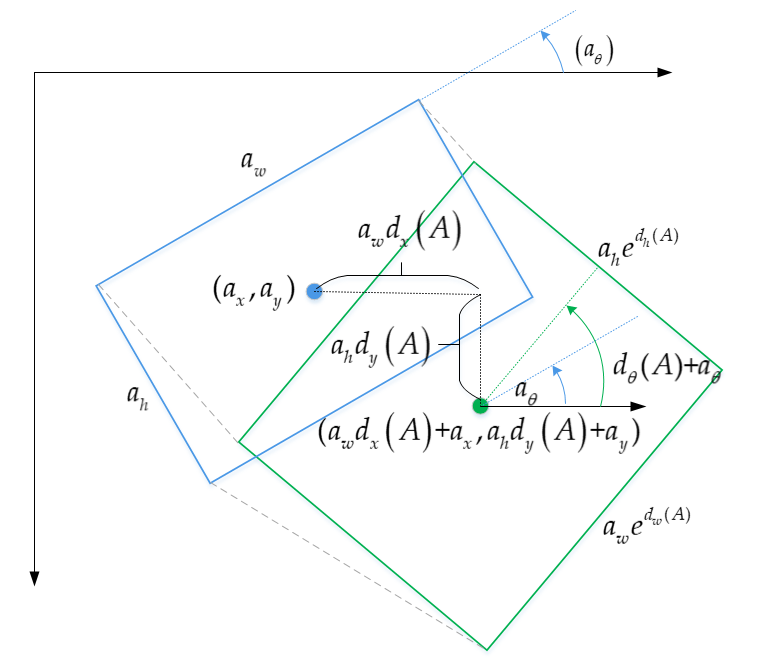 (a_θ)
a_w
a_w d_x (A)
a_h e^{d_h(A)}
(a_x, a_y)
a_h d_y (A)
d_θ (A)+a_θ
a_θ
a_h
(a_w d_x (A)+a_x, a_h d_y (A)+a_y)
a_w e^{d_w(A)}